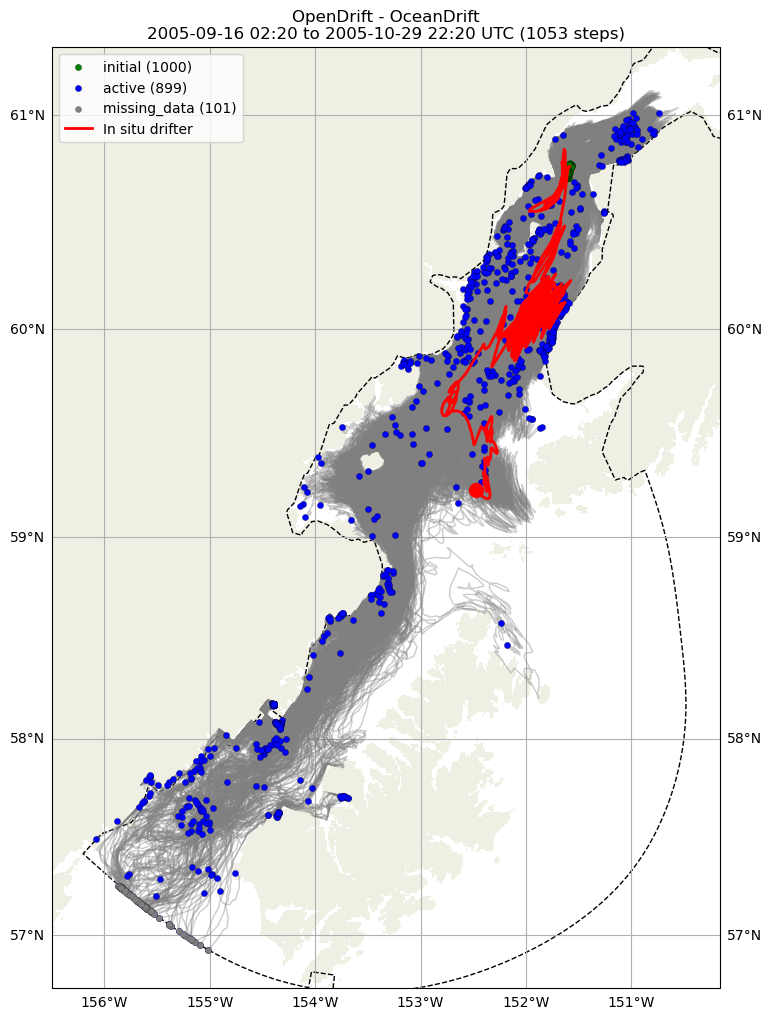 OpenDrift - OceanDrift
2005-09-16 02:20 to 2005-10-29 22:20 UTC (1053 steps)
initial (1000)
active (899)
missing_data (101)
In situ drifter
61°N 61°N
60°N 60°N
59°N 59°N
58°N 58°N
57°N 57°N
156°W 155°W 154°W 153°W 152°W 151°W